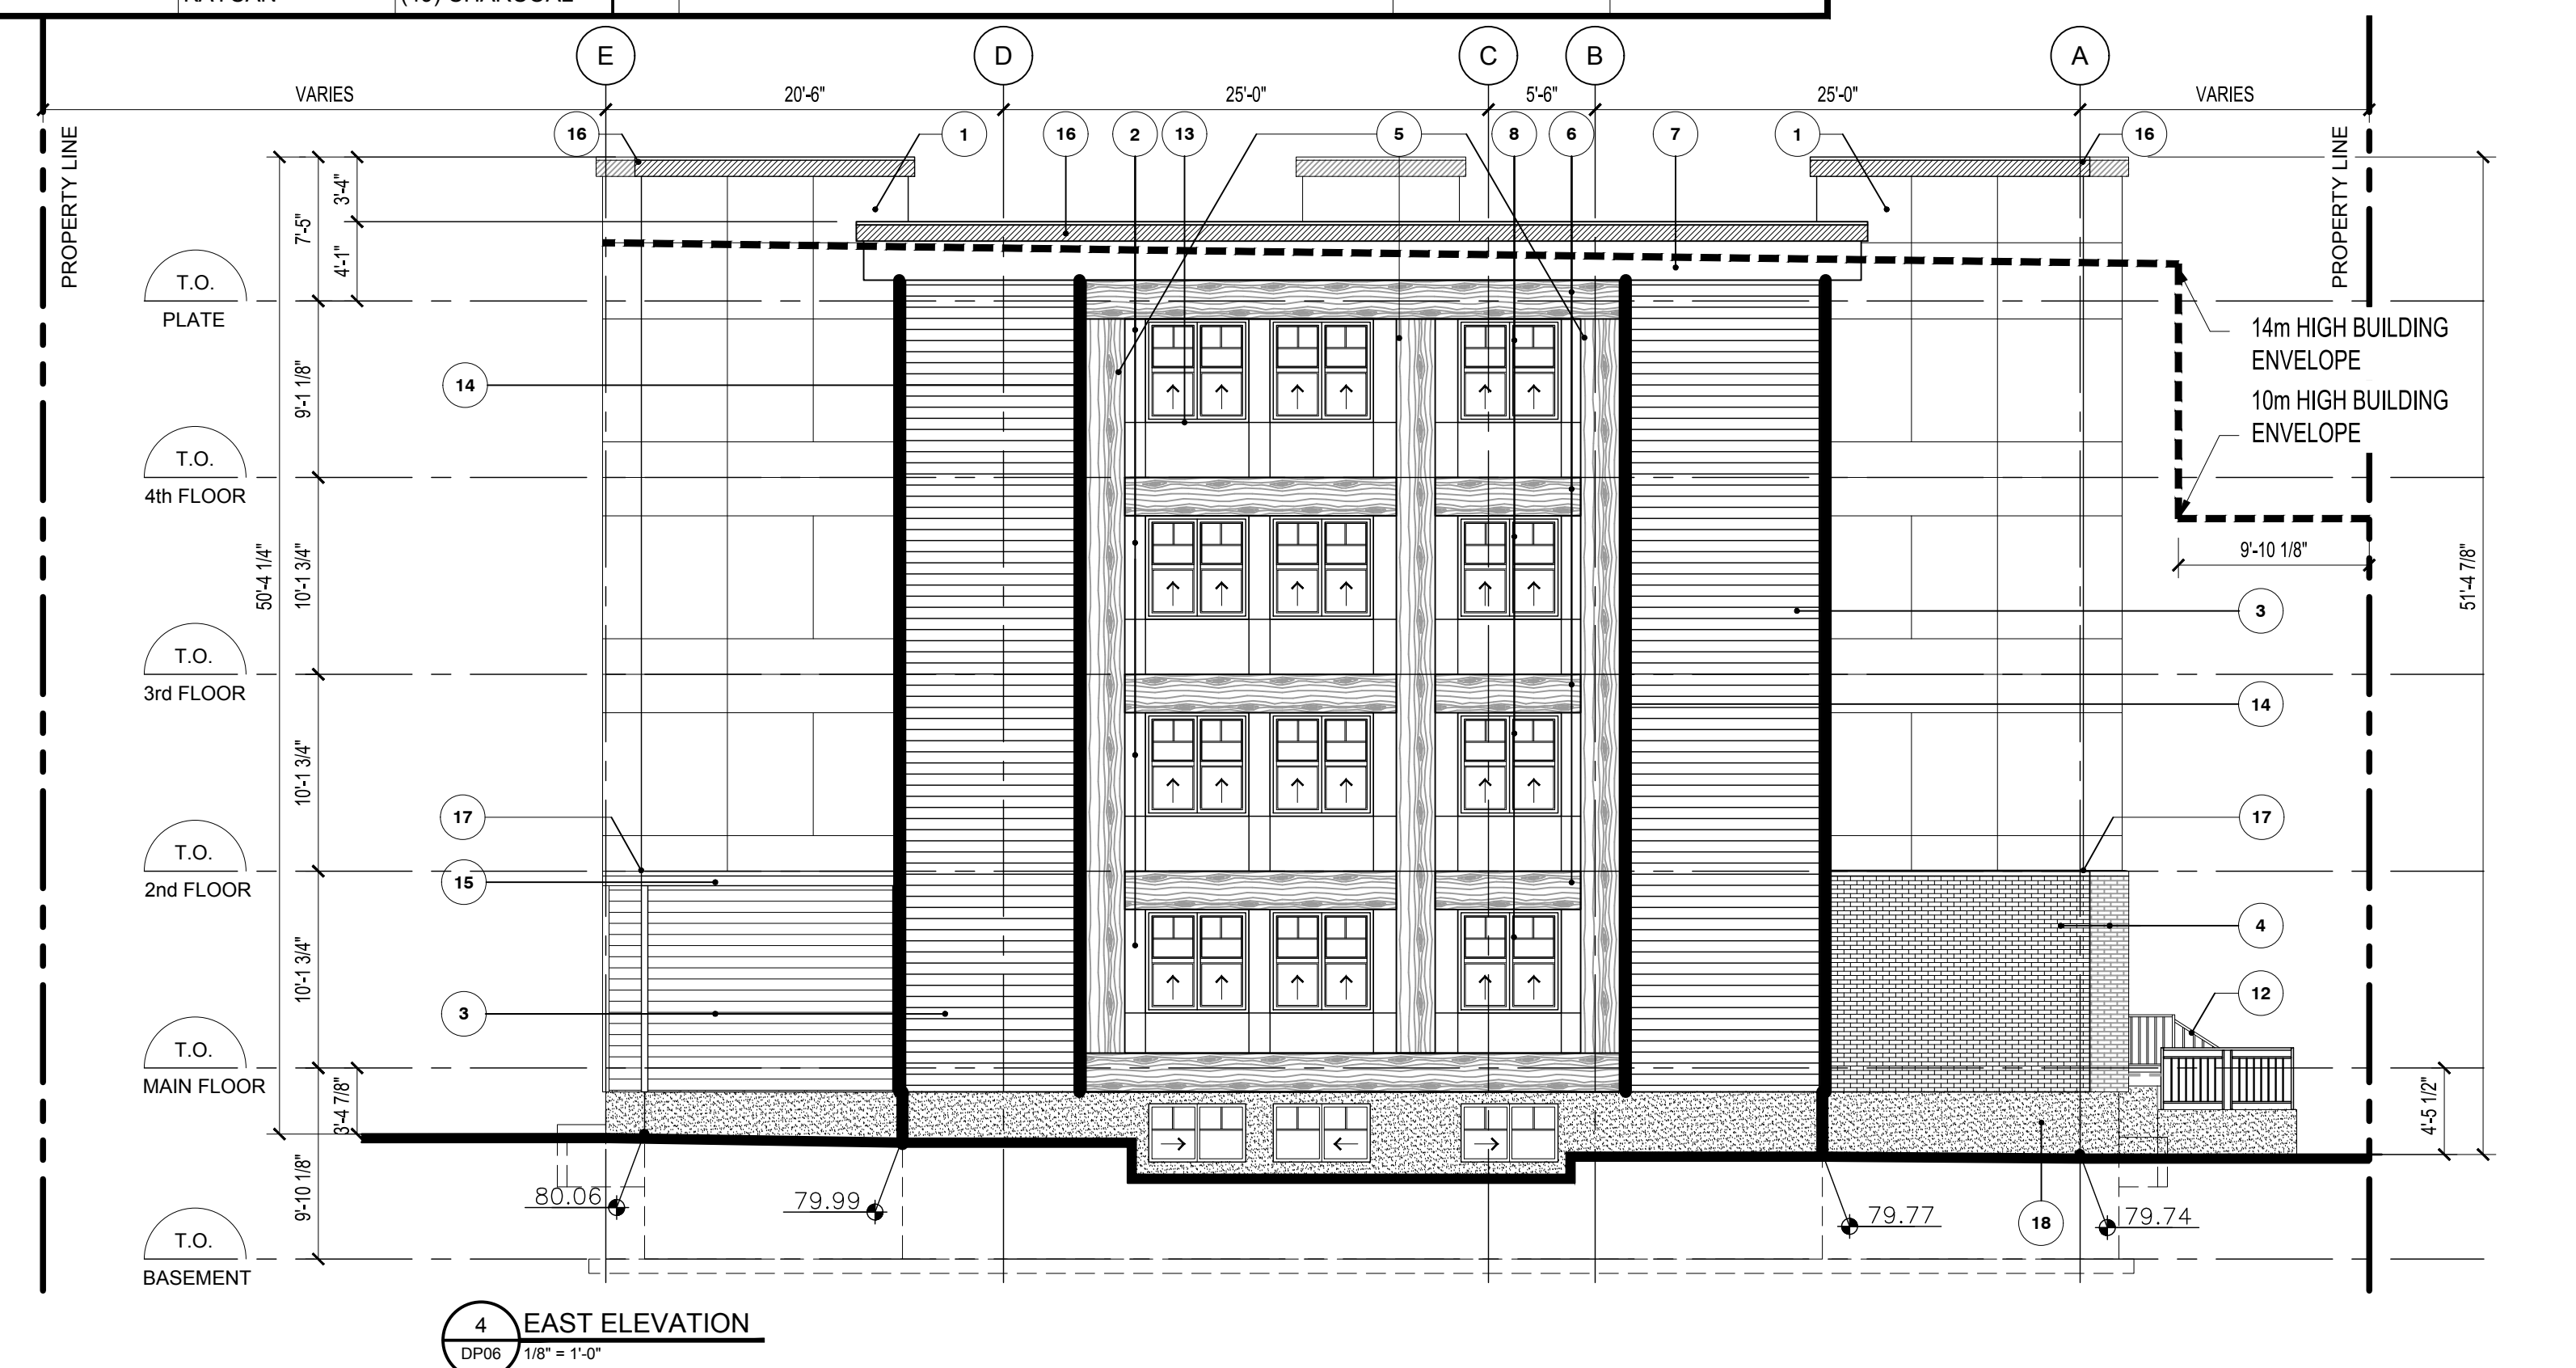 E D C B A
VARIES 20'-6" 25'-0" 5'-6" 25'-0" VARIES
16 1 16 2 13 5 8 6 7 1 16
PROPERTY LINE
PROPERTY LINE
3'-4"
7'-5"
4'-1"
T.O.
PLATE
14m HIGH BUILDING
ENVELOPE
9'-1 1/8"
14
10m HIGH BUILDING
ENVELOPE
T.O.
4th FLOOR
50'-4 1/4"
10'-1 3/4"
9'-10 1/8"
51'-4 7/8"
3
T.O.
3rd FLOOR
14
10'-1 3/4"
17
17
T.O.
2nd FLOOR
15
4
10'-1 3/4"
12
3
T.O.
MAIN FLOOR
3'-4 7/8"
4'-5 1/2"
9'-10 1/8"
80.06
79.99
79.77
18
79.74
T.O.
BASEMENT
4
DP06
EAST ELEVATION
1/8" = 1'-0"